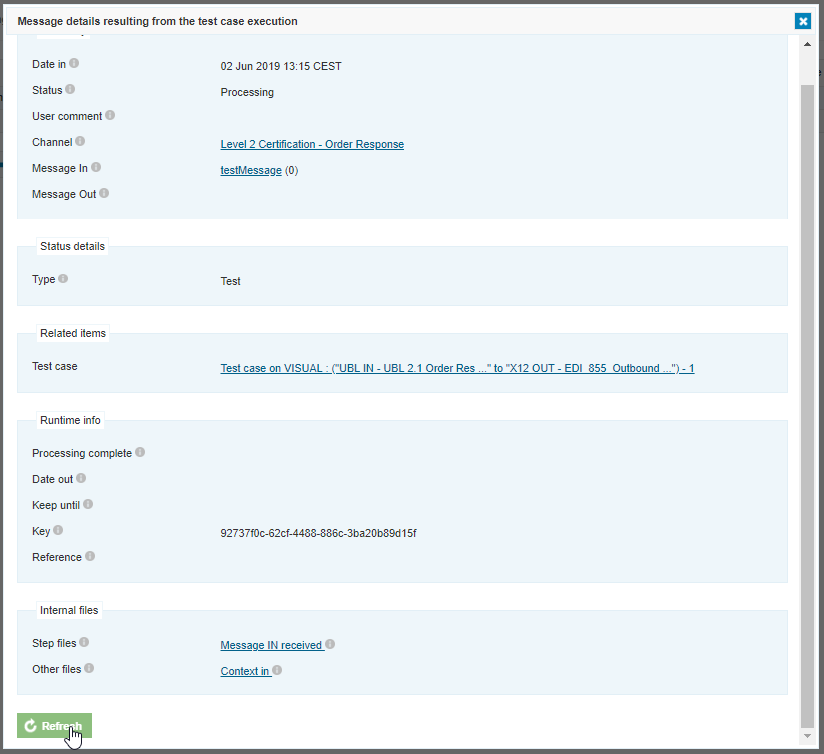 Message details resulting from the test case execution
Date in
02 Jun 2019 13:15 CEST
Status
Processing
User comment
Channel
Level 2 Certification - Order Response
Message In
testMessage (0)
Message Out
Status details
Type
Test
Related items
Test case
Test case on VISUAL : ("UBL IN - UBL 2.1 Order Res ..." to "X12 OUT - EDI_855_Outbound ...") - 1
Runtime info
Processing complete
Date out
Keep until
Key
92737f0c-62cf-4488-886c-3ba20b89d15f
Reference
Internal files
Step files
Message IN received
Other files
Context in
Refresh